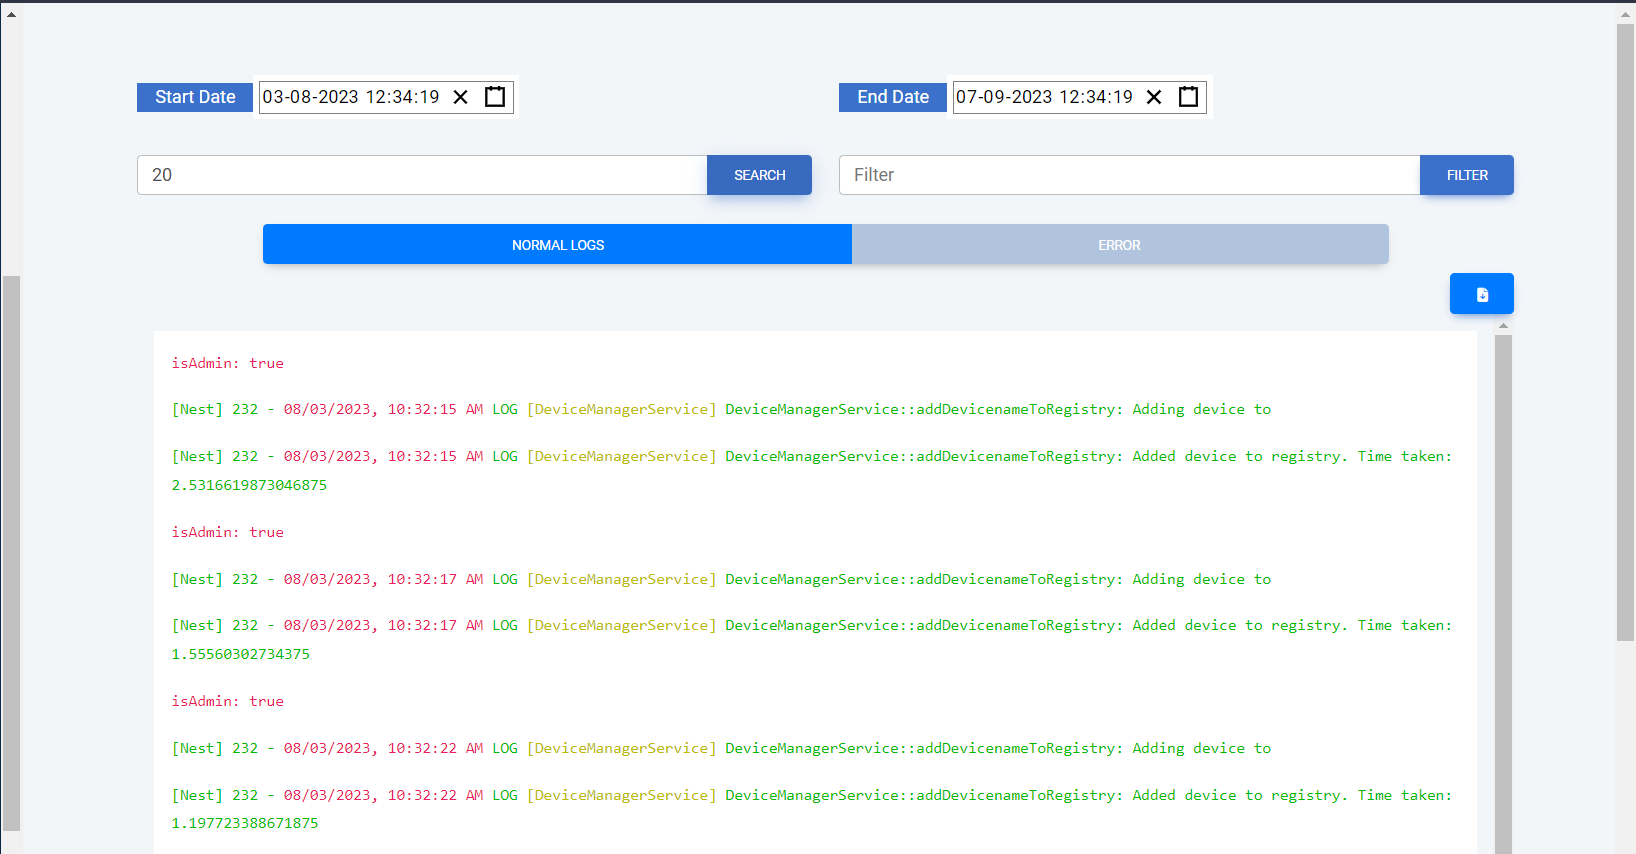 Start Date 03-08-2023 12:34:19
End Date 07-09-2023 12:34:19
20 SEARCH
Filter FILTER
NORMAL LOGS ERROR
isAdmin: true
[Nest] 232 - 08/03/2023, 10:32:15 AM LOG [DeviceManagerService] DeviceManagerService::addDevicenameToRegistry: Adding device to
[Nest] 232 - 08/03/2023, 10:32:15 AM LOG [DeviceManagerService] DeviceManagerService::addDevicenameToRegistry: Added device to registry. Time taken:
2.5316619873046875
isAdmin: true
[Nest] 232 - 08/03/2023, 10:32:17 AM LOG [DeviceManagerService] DeviceManagerService::addDevicenameToRegistry: Adding device to
[Nest] 232 - 08/03/2023, 10:32:17 AM LOG [DeviceManagerService] DeviceManagerService::addDevicenameToRegistry: Added device to registry. Time taken:
1.55560302734375
isAdmin: true
[Nest] 232 - 08/03/2023, 10:32:22 AM LOG [DeviceManagerService] DeviceManagerService::addDevicenameToRegistry: Adding device to
[Nest] 232 - 08/03/2023, 10:32:22 AM LOG [DeviceManagerService] DeviceManagerService::addDevicenameToRegistry: Added device to registry. Time taken:
1.197723388671875